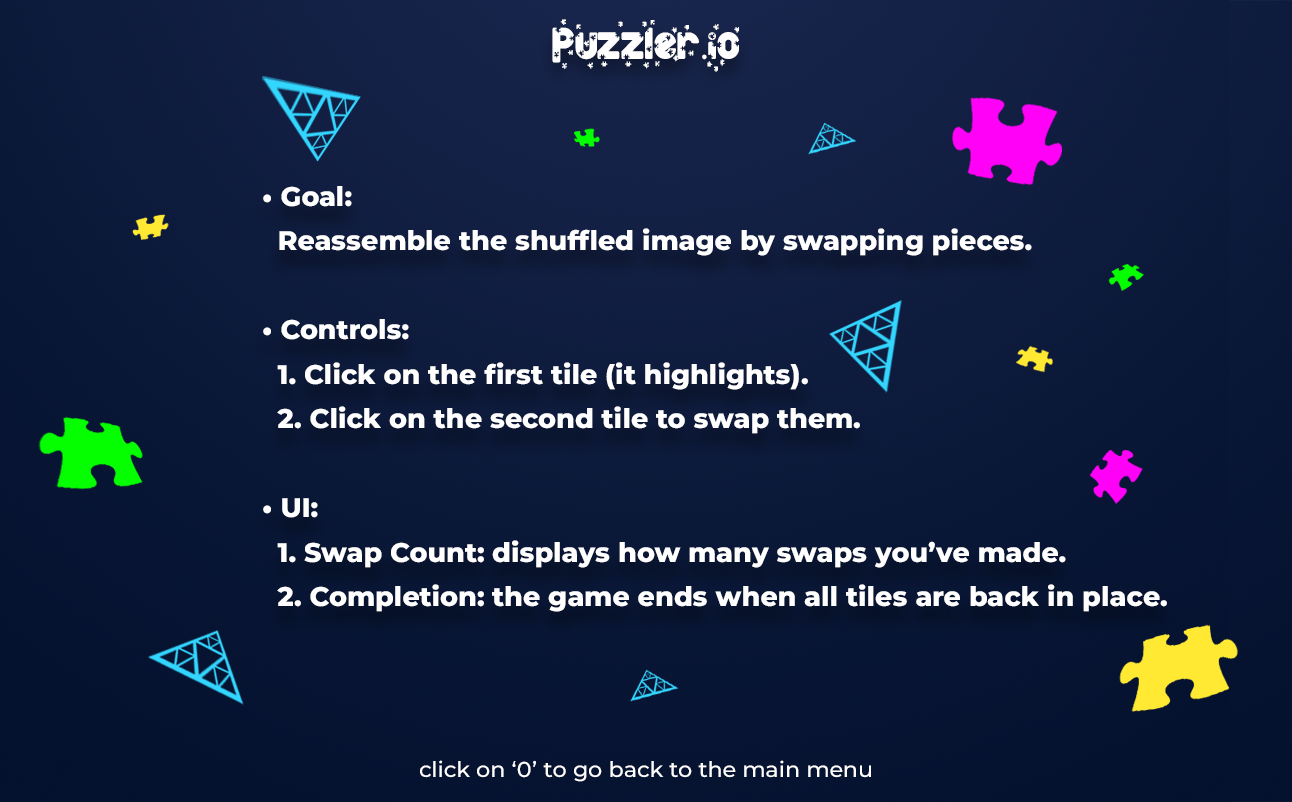 Puzzler.io
• Goal:
Reassemble the shuffled image by swapping pieces.
• Controls:
1. Click on the first tile (it highlights).
2. Click on the second tile to swap them.
• UI:
1. Swap Count: displays how many swaps you’ve made.
2. Completion: the game ends when all tiles are back in place.
click on ‘0’ to go back to the main menu